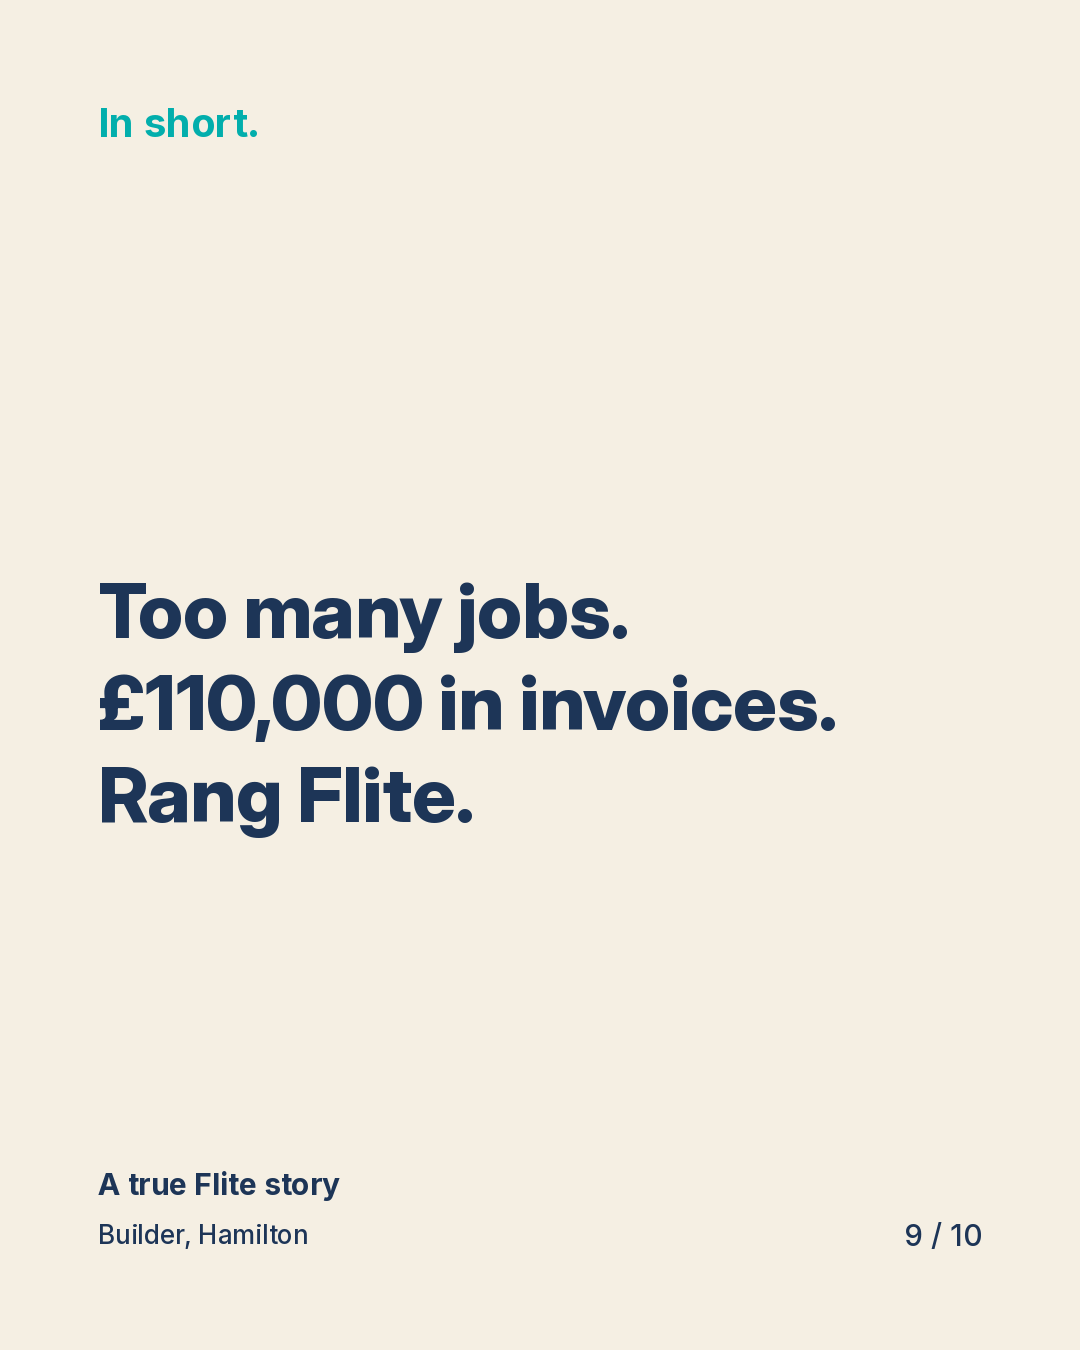 In short.
Too many jobs.
£110,000 in invoices.
Rang Flite.
A true Flite story
Builder, Hamilton
9 / 10